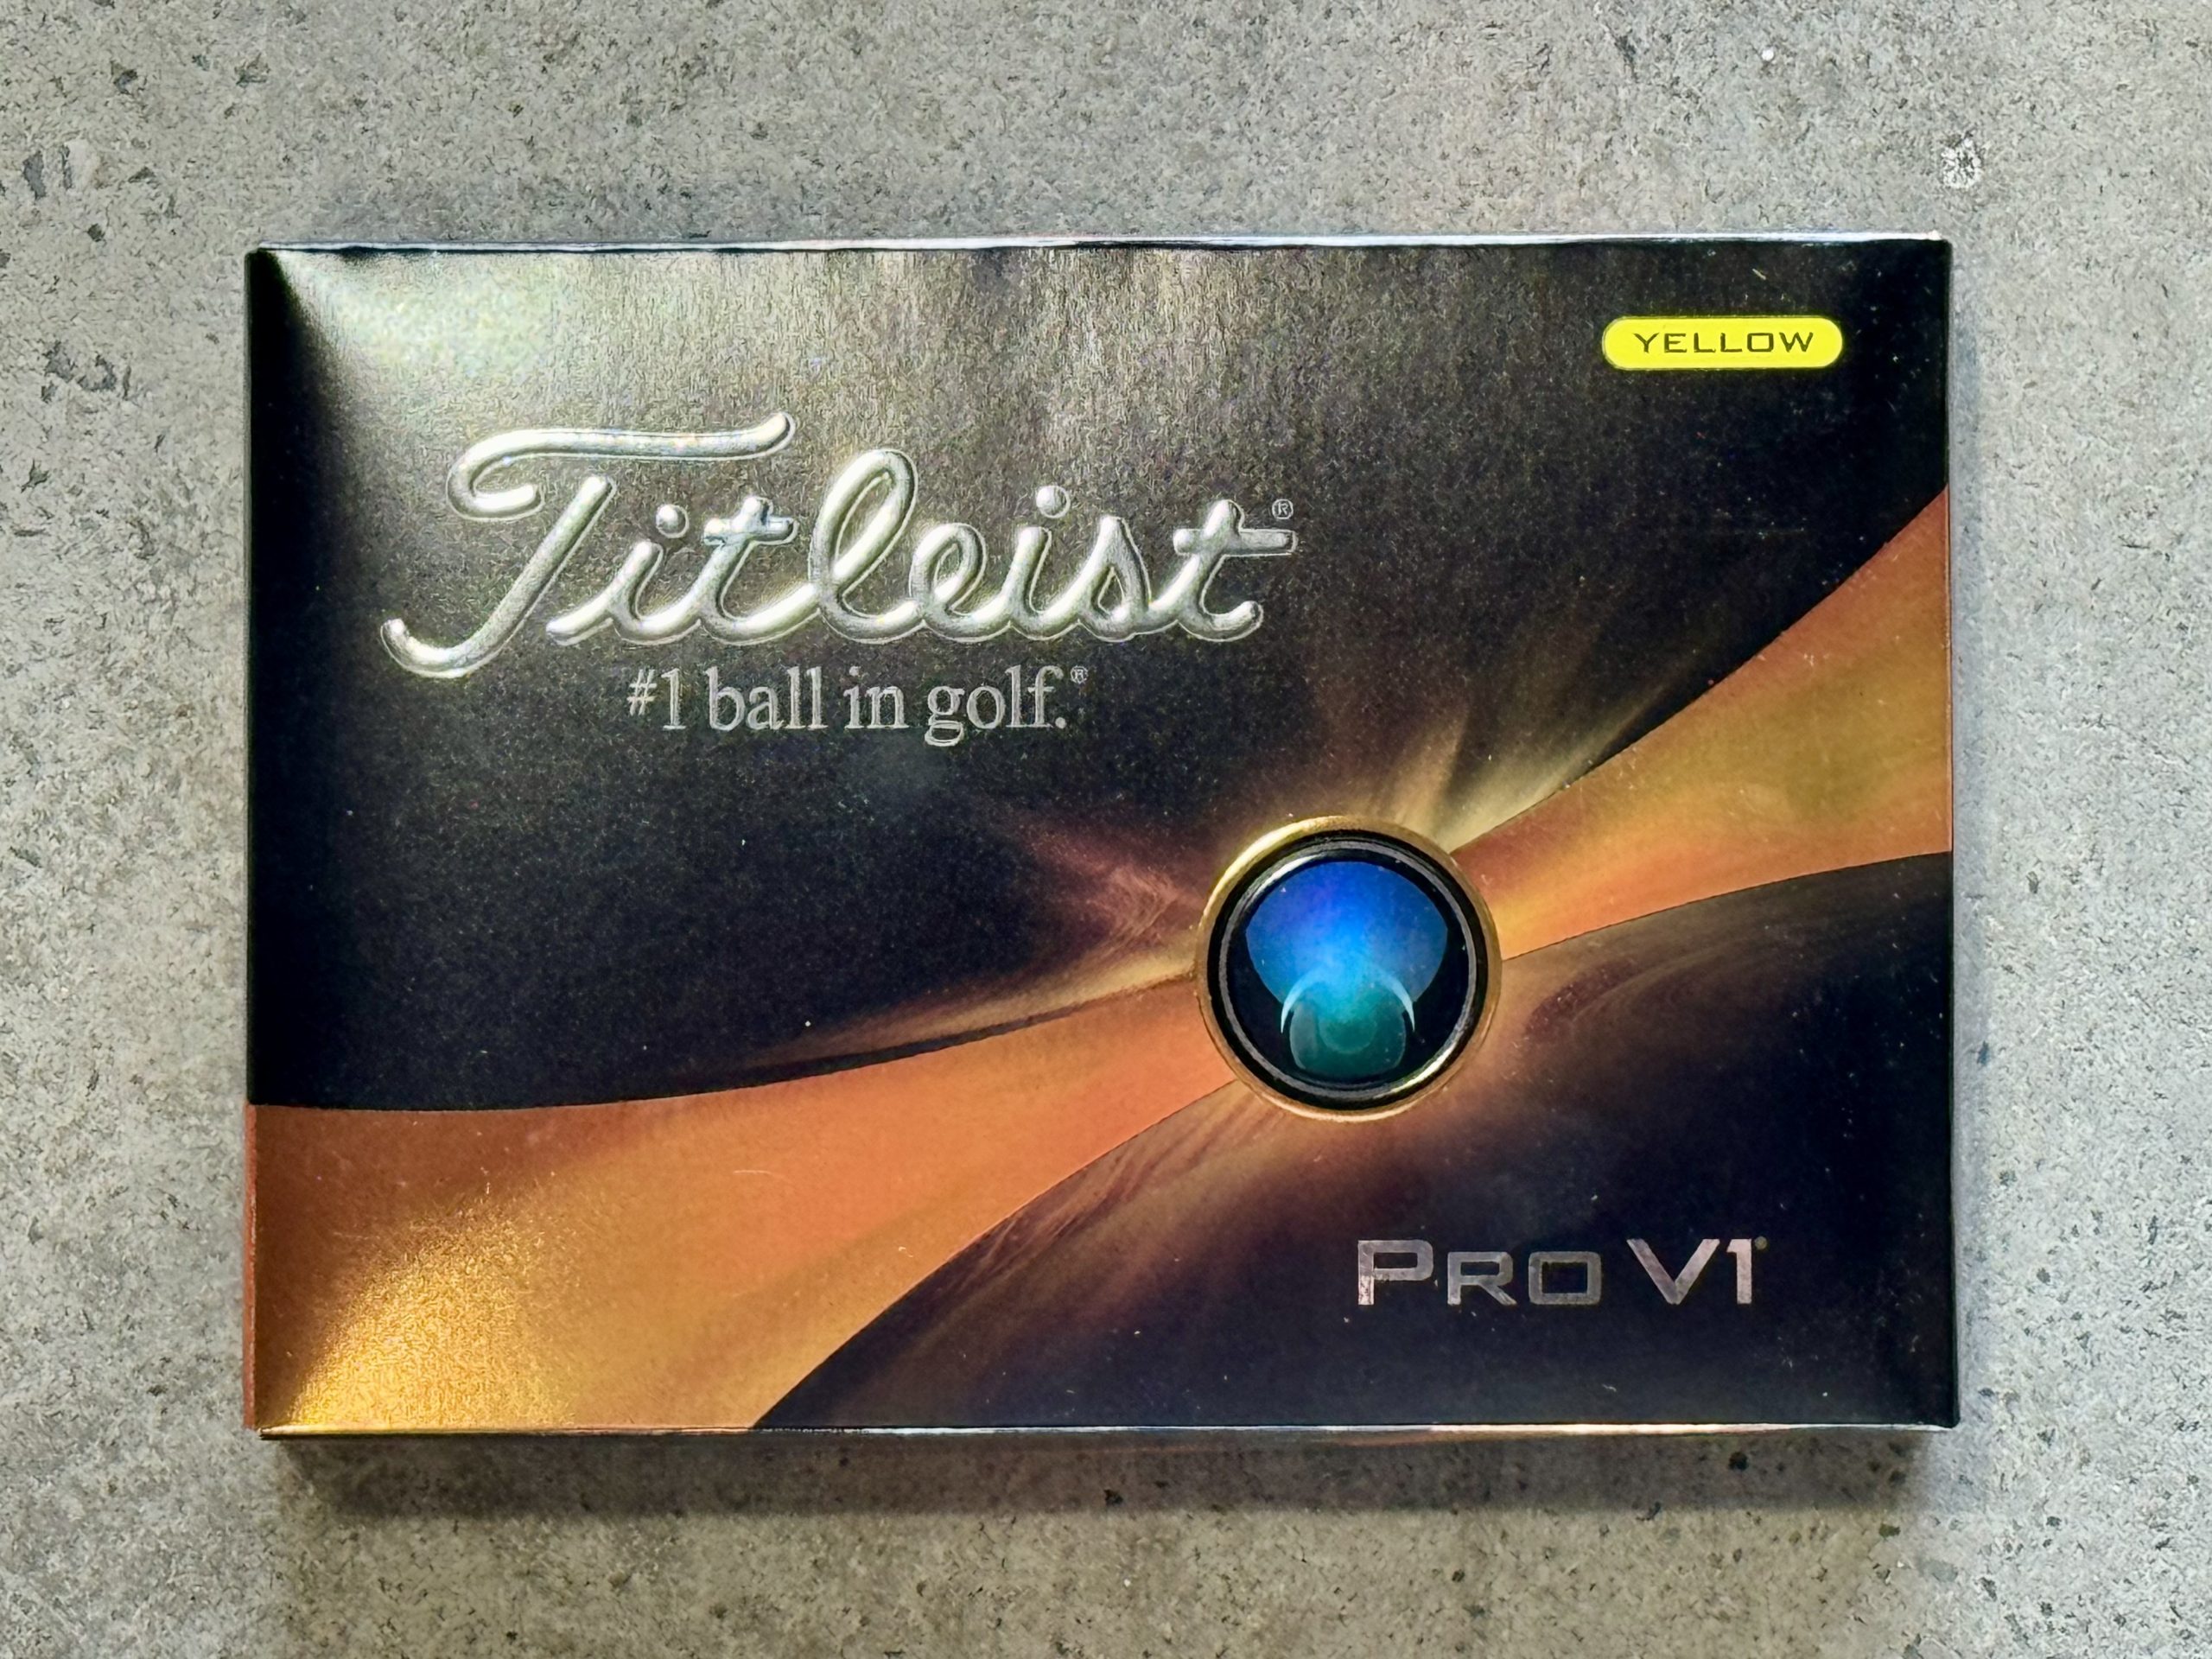 YELLOW
Titleist®
#1 ball in golf.®
PRO V1